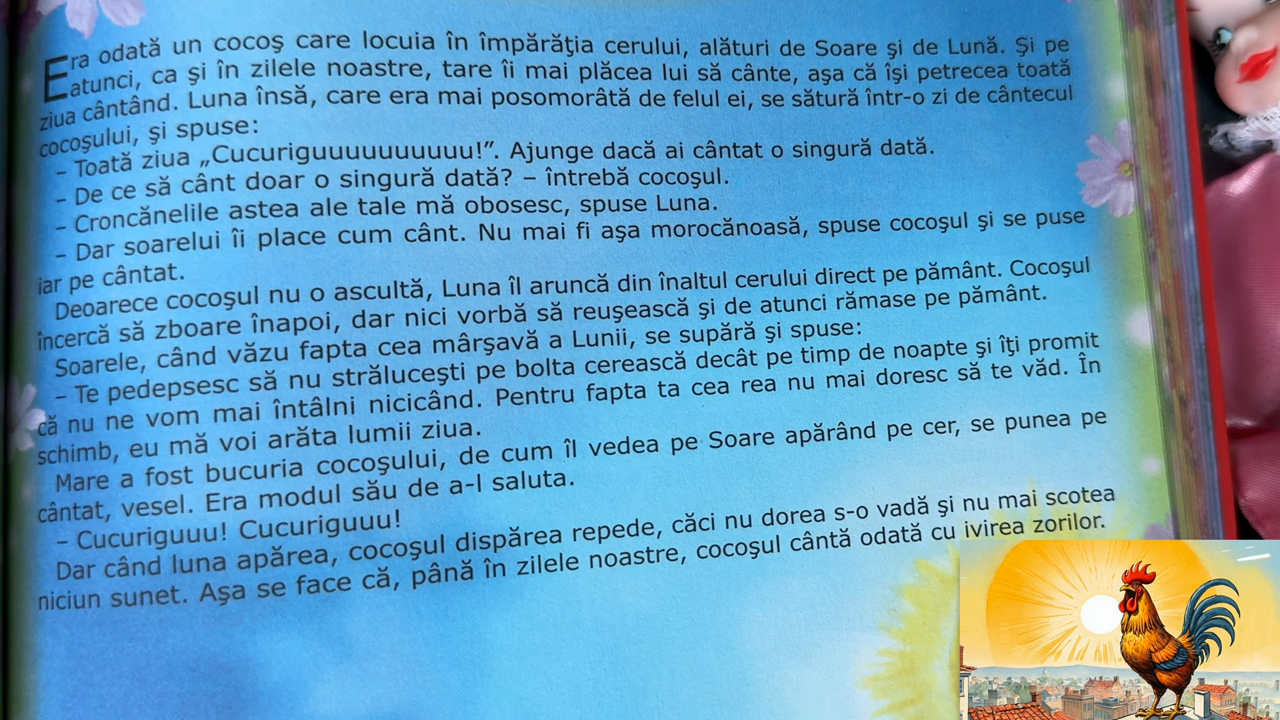 Era odată un cocoş care locuia în împărăţia cerului, alături de Soare şi de Lună. Şi pe
atunci, ca şi în zilele noastre, tare îi mai plăcea lui să cânte, aşa că îşi petrecea toată
ziua cântând. Luna însă, care era mai posomorâtă de felul ei, se sătură într-o zi de cântecul
cocoşului, şi spuse:
– Toată ziua „Cucuriguuuuuuuuuu!”. Ajunge dacă ai cântat o singură dată.
– De ce să cânt doar o singură dată? – întrebă cocoşul.
– Croncănelile astea ale tale mă obosesc, spuse Luna.
– Dar soarelui îi place cum cânt. Nu mai fi aşa morocănoasă, spuse cocoşul şi se puse
iar pe cântat.
Deoarece cocoşul nu o ascultă, Luna îl aruncă din înaltul cerului direct pe pământ. Cocoşul
încercă să zboare înapoi, dar nici vorbă să reuşească şi de atunci rămase pe pământ.
Soarele, când văzu fapta cea mârşavă a Lunii, se supără şi spuse:
– Te pedepsesc să nu străluceşti pe bolta cerească decât pe timp de noapte şi îţi promit
că nu ne vom mai întâlni nicicând. Pentru fapta ta cea rea nu mai doresc să te văd. În
schimb, eu mă voi arăta lumii ziua.
Mare a fost bucuria cocoşului, de cum îl vedea pe Soare apărând pe cer, se punea pe
cântat, vesel. Era modul său de a-l saluta.
– Cucuriguuu! Cucuriguuu!
Dar când luna apărea, cocoşul dispărea repede, căci nu dorea s-o vadă şi nu mai scotea
niciun sunet. Aşa se face că, până în zilele noastre, cocoşul cântă odată cu ivirea zorilor.